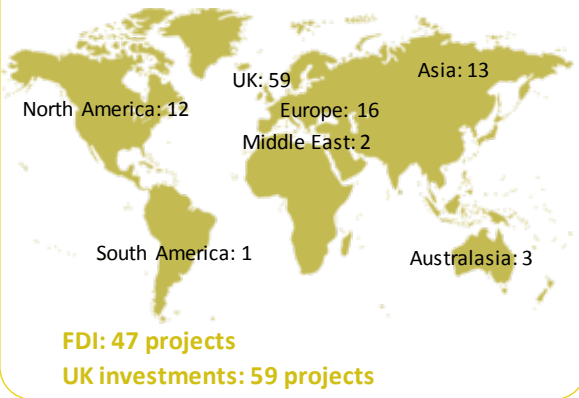 UK: 59
Asia: 13
North America: 12
Europe: 16
Middle East: 2
South America: 1
Australasia: 3
FDI: 47 projects
UK investments: 59 projects